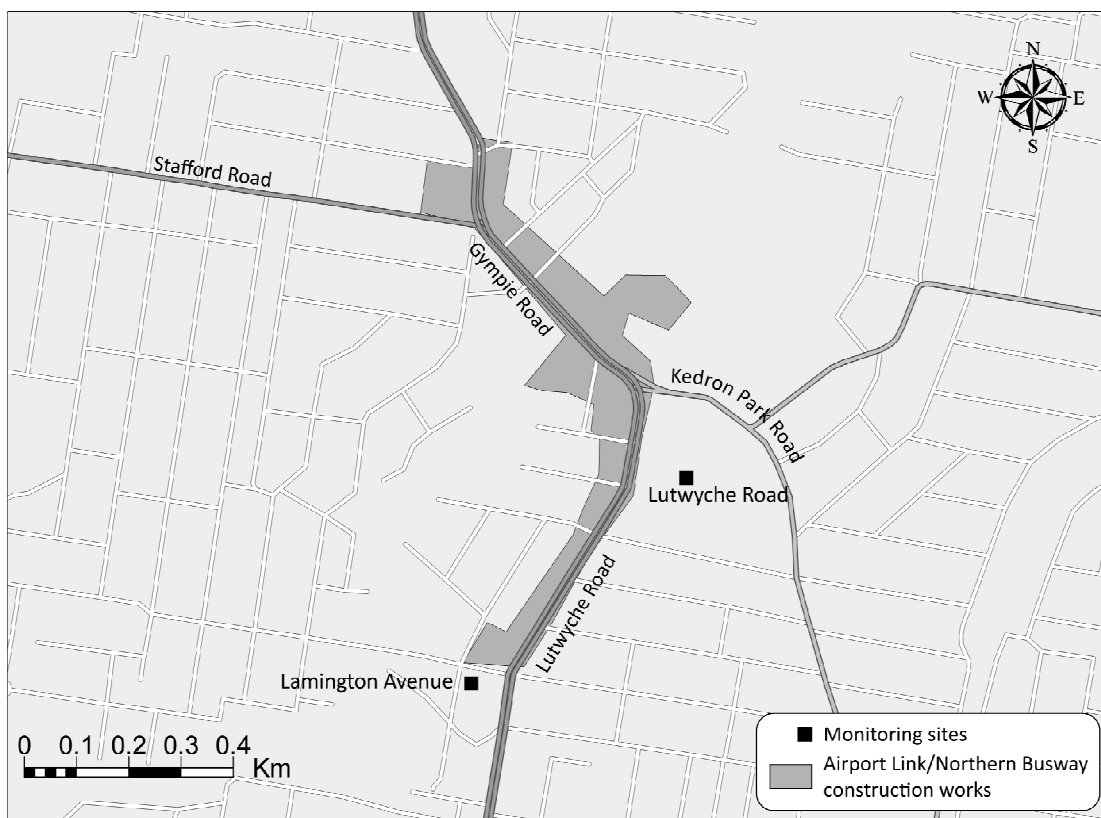 N
W E
S
Stafford Road
Gympie Road
Kedron Park Road
Lutwyche Road
Lutwyche Road
Lamington Avenue
0 0.1 0.2 0.3 0.4
Km
Monitoring sites
Airport Link/Northern Busway
construction works